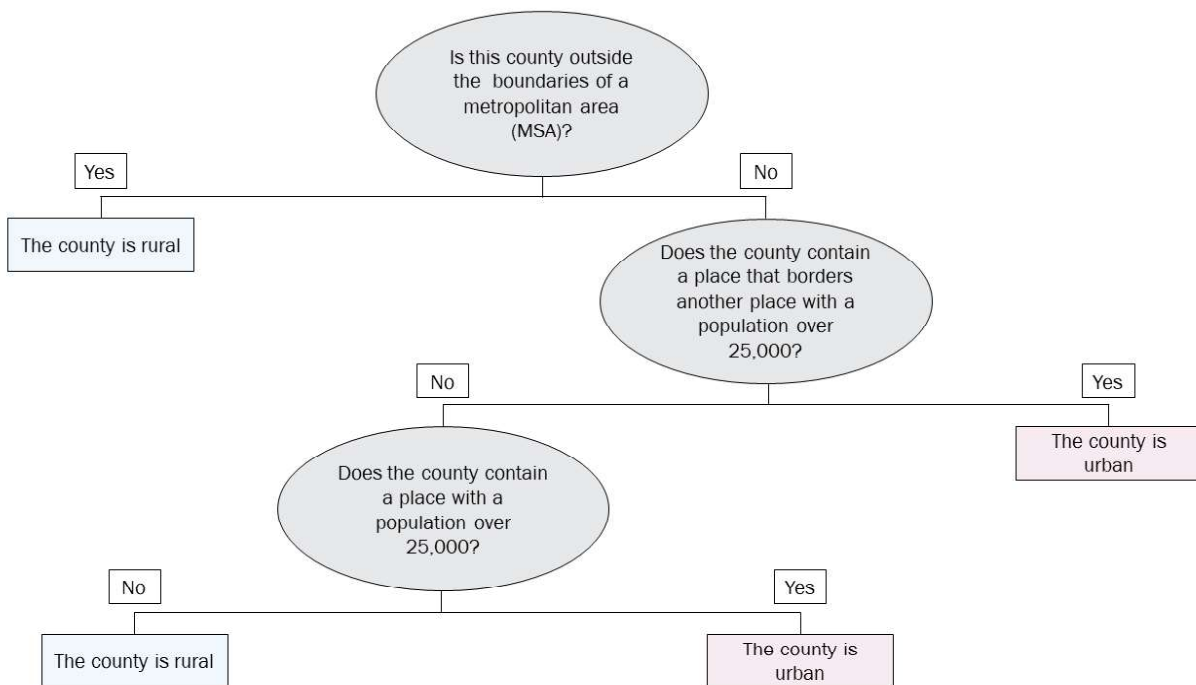 Is this county outside
the boundaries of a
metropolitan area
(MSA)?
Yes
No
The county is rural
Does the county contain
a place that borders
another place with a
population over
25,000?
No
Yes
The county is
urban
Does the county contain
a place with a
population over
25,000?
No
Yes
The county is rural
The county is
urban